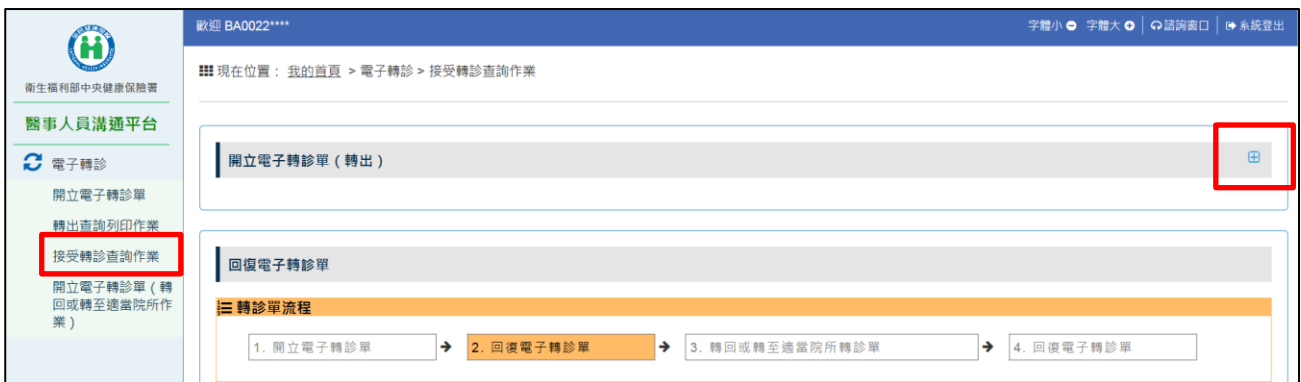 歡迎 BA0022****
字體小 字體大 諮詢窗口 系統登出
衛生福利部中央健康保險署
醫事人員溝通平台
電子轉診
開立電子轉診單
轉出查詢列印作業
接受轉診查詢作業
開立電子轉診單(轉
回或轉至適當院所作
業)
現在位置: 我的首頁 > 電子轉診 > 接受轉診查詢作業
開立電子轉診單(轉出)
回復電子轉診單
轉診單流程
1. 開立電子轉診單 2. 回復電子轉診單 3. 轉回或轉至適當院所轉診單 4. 回復電子轉診單